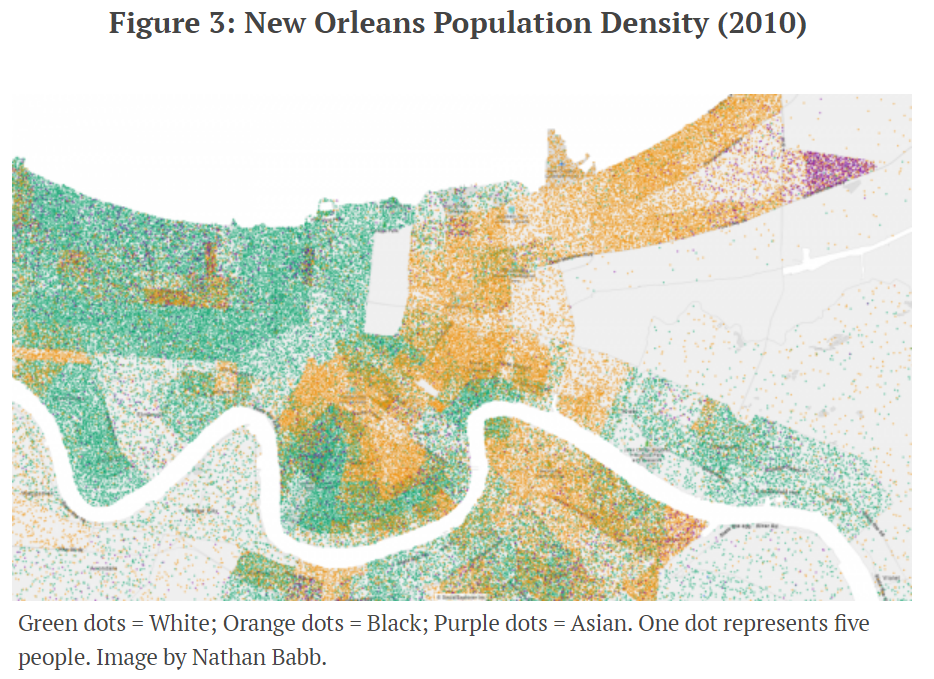 Figure 3: New Orleans Population Density (2010)
Green dots = White; Orange dots = Black; Purple dots = Asian. One dot represents five
people. Image by Nathan Babb.